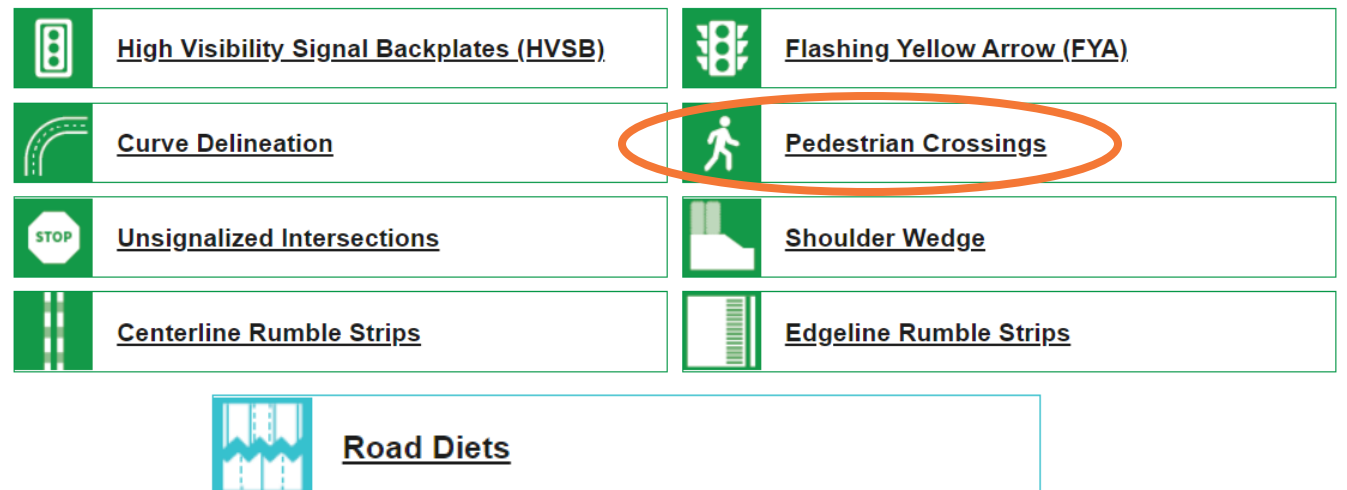 High Visibility Signal Backplates (HVSB)
Flashing Yellow Arrow (FYA)
Curve Delineation
Pedestrian Crossings
STOP
Unsignalized Intersections
Shoulder Wedge
Centerline Rumble Strips
Edgeline Rumble Strips
Road Diets